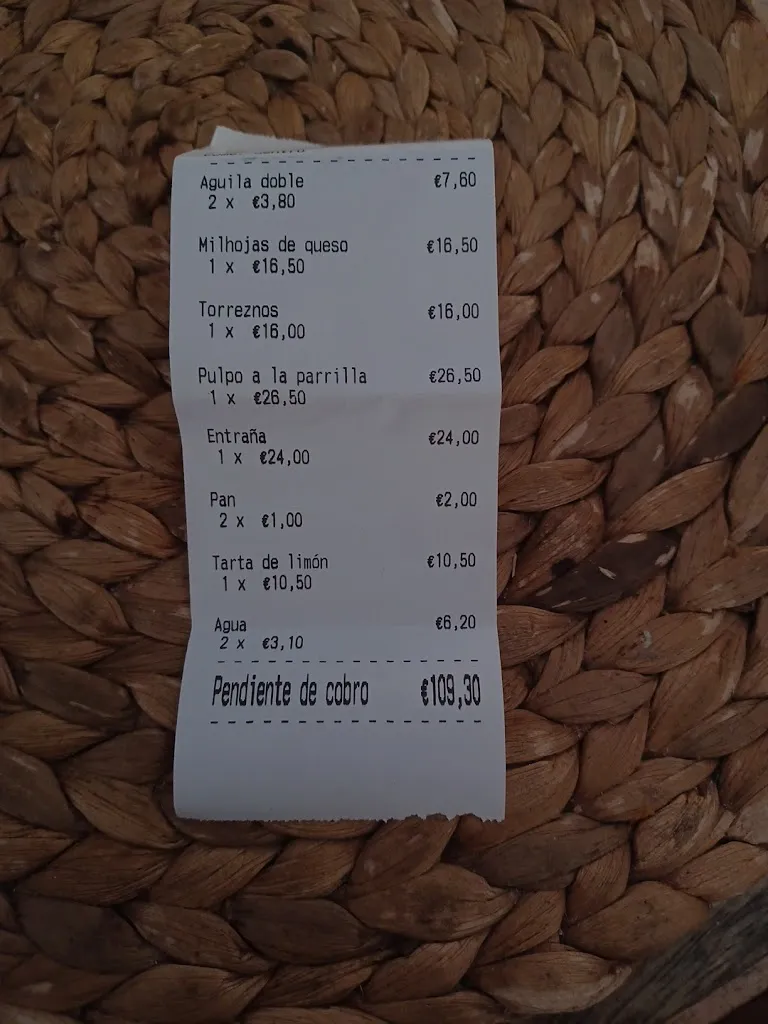 Aguila doble €7,60
2 x €3,80
Milhojas de queso €16,50
1 x €16,50
Torreznos €16,00
1 x €16,00
Pulpo a la parrilla €26,50
1 x €26,50
Entraña €24,00
1 x €24,00
Pan €2,00
2 x €1,00
Tarta de limón €10,50
1 x €10,50
Agua €6,20
2 x €3,10
Pendiente de cobro €109,30